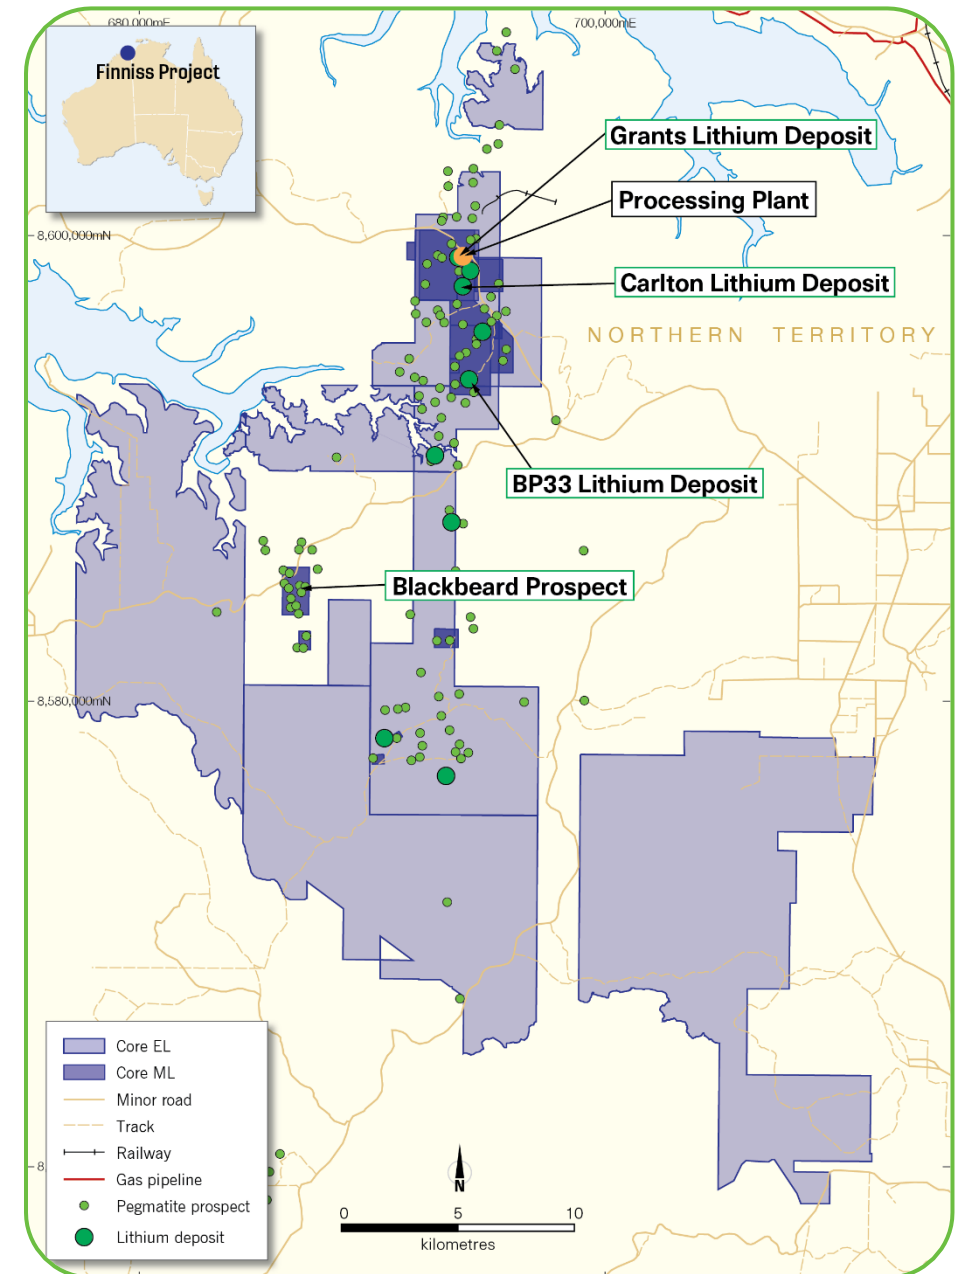 680,000mE
700,000mE
Finniss Project
Grants Lithium Deposit
Processing Plant
8,600,000mN
Carlton Lithium Deposit
NORTHERN TERRITORY
BP33 Lithium Deposit
Blackbeard Prospect
8,580,000mN
Core EL
Core ML
Minor road
Track
Railway
Gas pipeline
Pegmatite prospect
Lithium deposit
8
N
0 5 10
kilometres